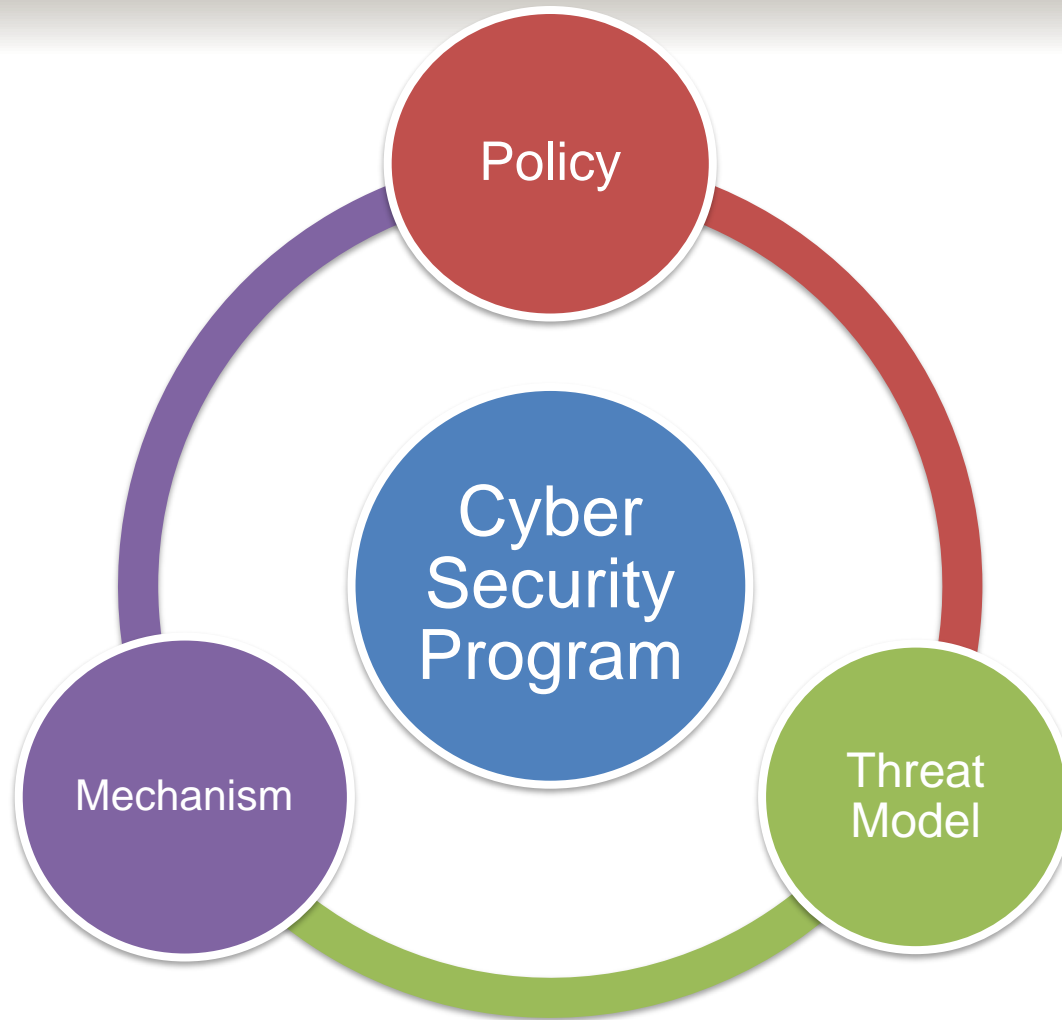 Policy
Cyber
Security
Program
Mechanism
Threat
Model